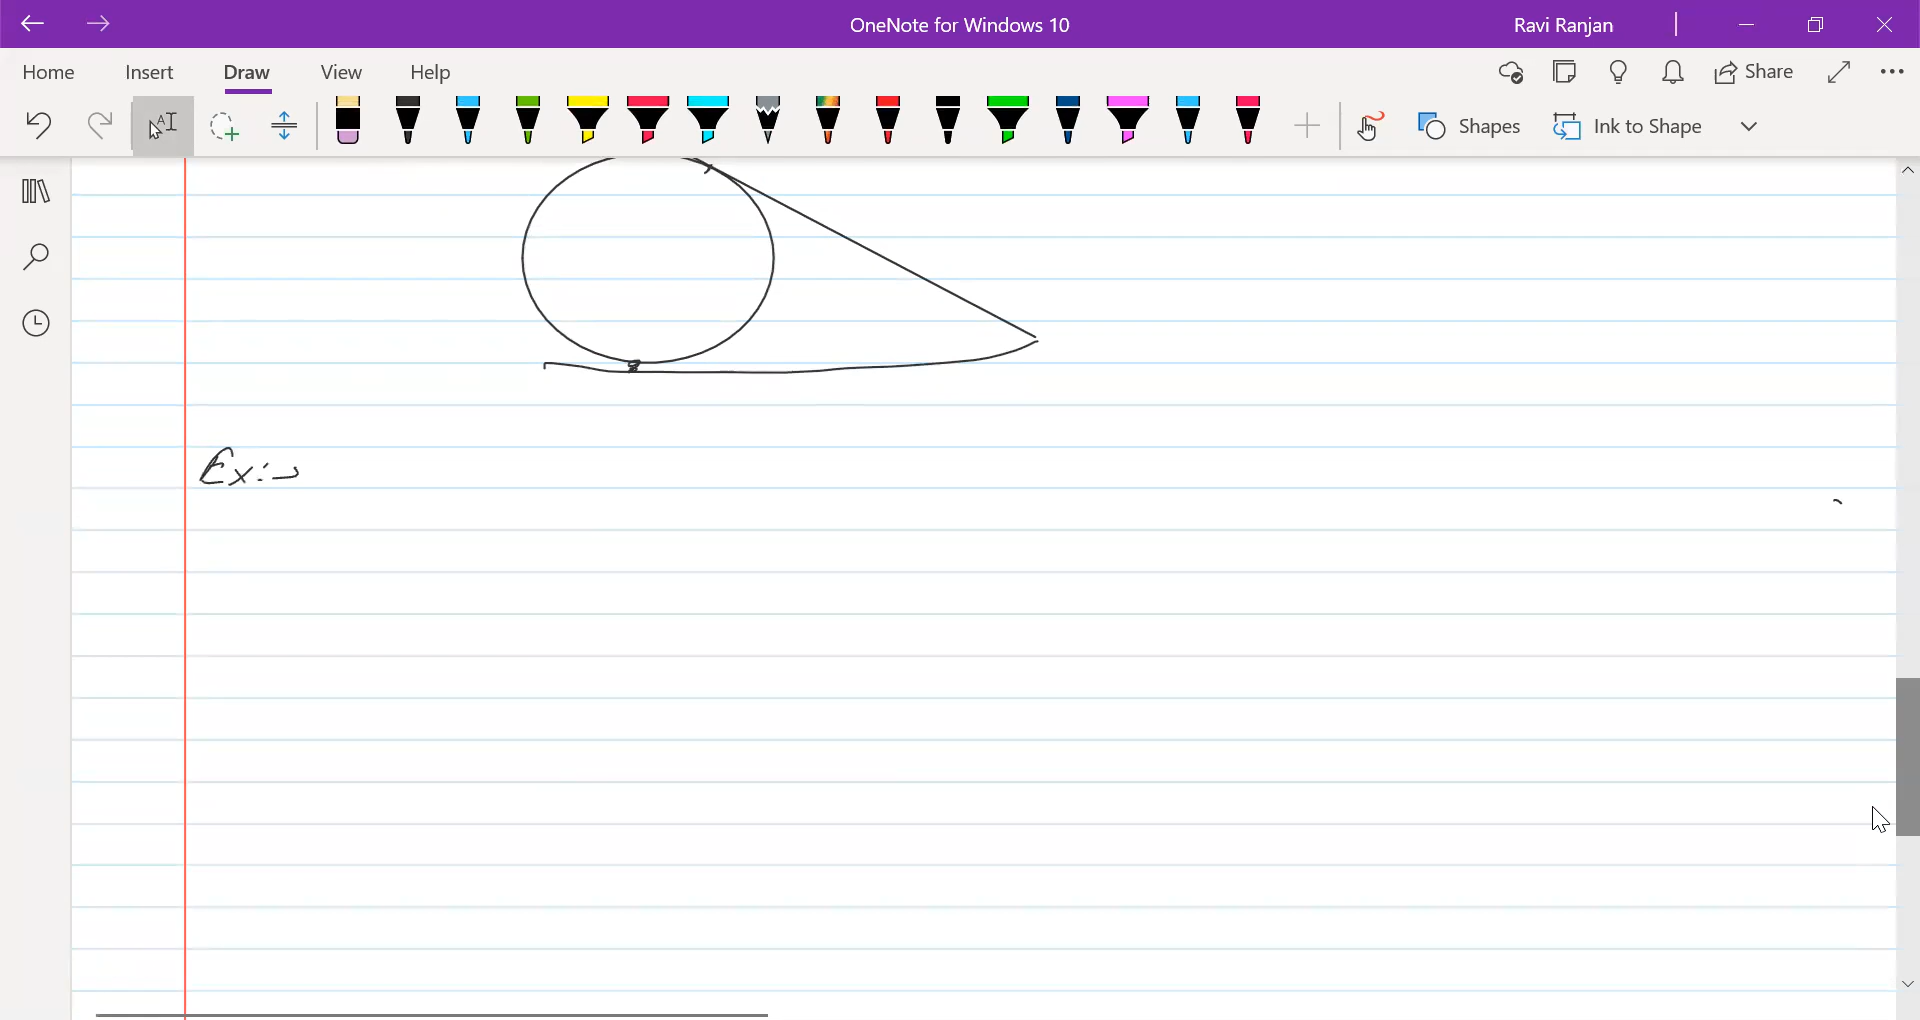 OneNote for Windows 10
Ravi Ranjan
Home Insert Draw View Help
Share
Shapes
Ink to Shape
Ex:-